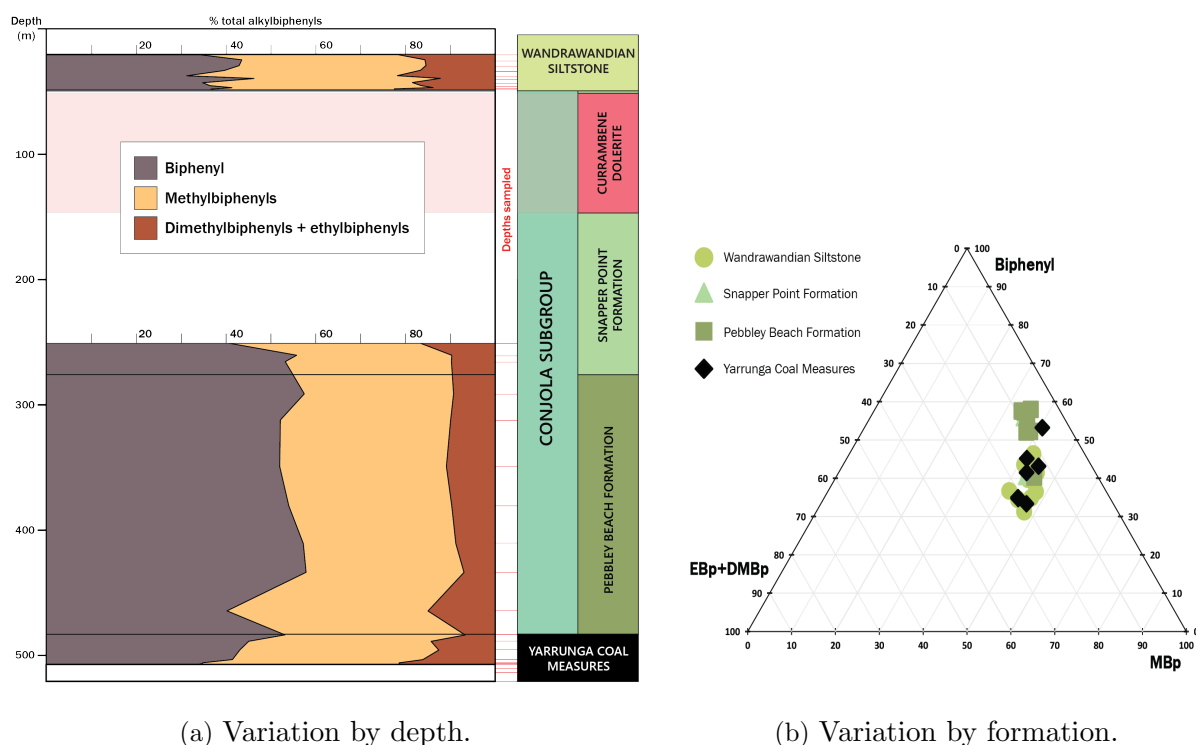 Depth
(m)
% total alkylbiphenyls
20 40 60 80
WANDRAWANDIAN
SILTSTONE
100
Biphenyl
Methylbiphenyls
Dimethylbiphenyls + ethylbiphenyls
Depths sampled
CURRAMBENE
DOLERITE
200
CONJOLA SUBGROUP
SNAPPER POINT
FORMATION
20 40 60 80
300
400
PEBBLEY BEACH FORMATION
500
YARRUNGA COAL
MEASURES
(a) Variation by depth.
Wandrawandian Siltstone
Snapper Point Formation
Pebbley Beach Formation
Yarrunga Coal Measures
0 100
Biphenyl
10 90
20 80
30 70
40 60
50 50
60 40
70 30
80 20
EBp+DMBp
90 10
100 0
0 10 20 30 40 50 60 70 80 90 100
MBp
(b) Variation by formation.